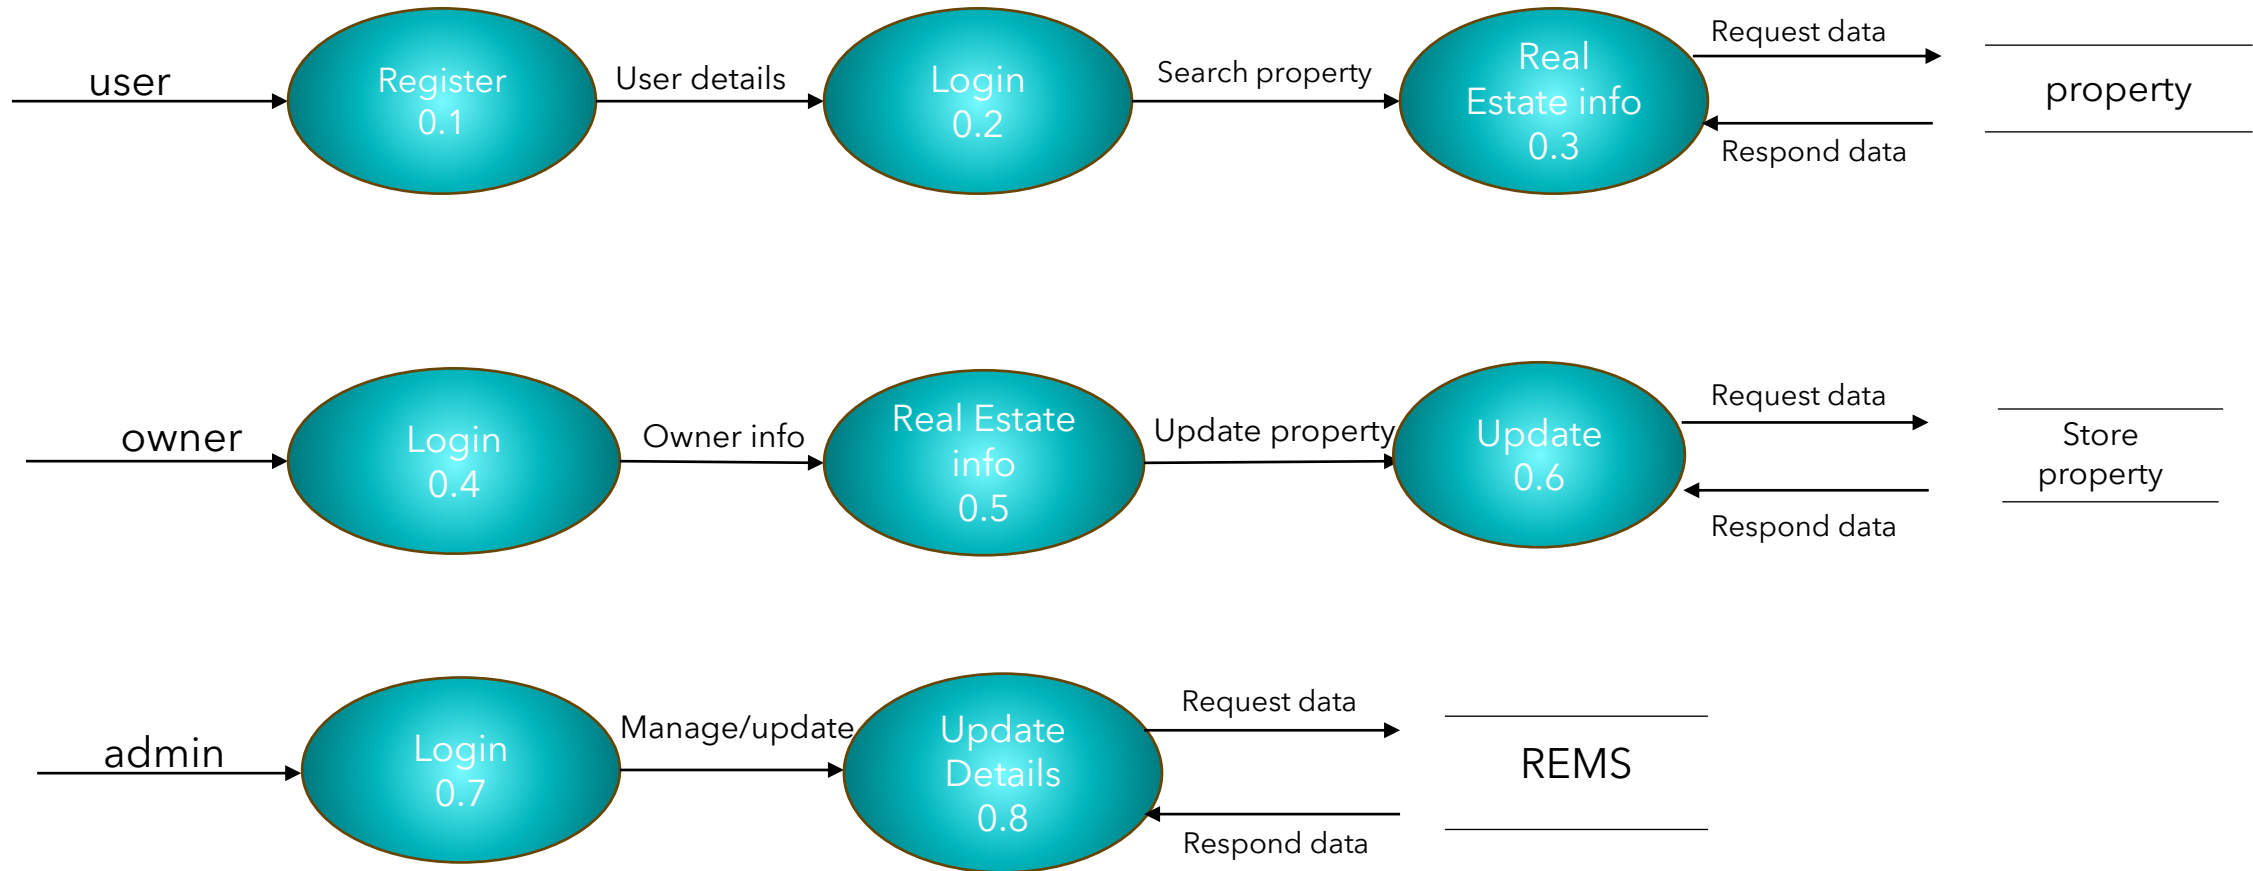 user
Register
0.1
User details
Login
0.2
Search property
Real
Estate info
0.3
Request data
Respond data
property
owner
Login
0.4
Owner info
Real Estate
info
0.5
Update property
Update
0.6
Request data
Respond data
Store
property
admin
Login
0.7
Manage/update
Update
Details
0.8
Request data
Respond data
REMS